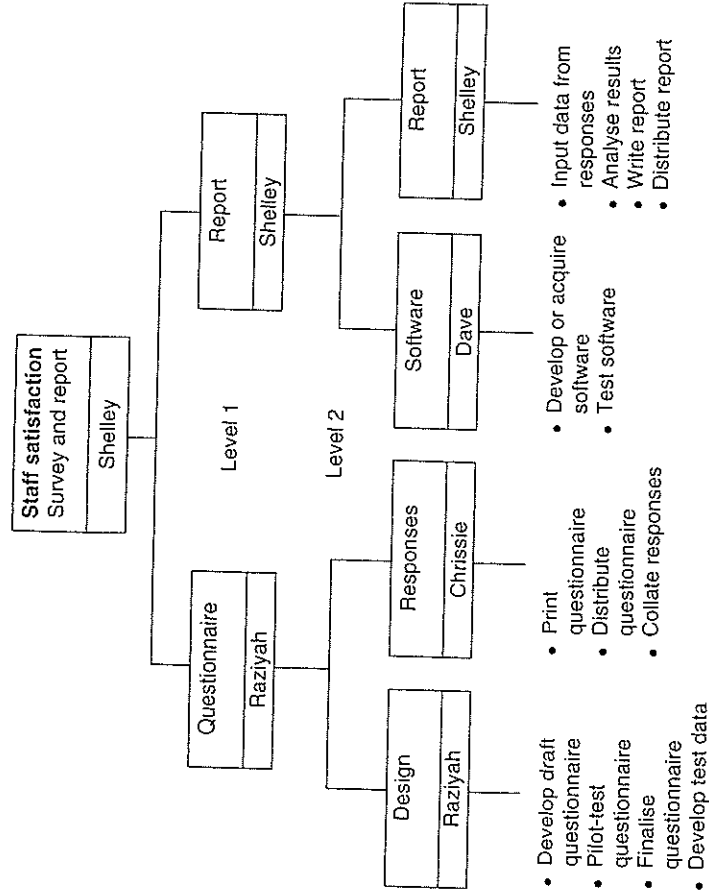 Staff satisfaction
Survey and report
Shelley
Questionnaire
Raziyah
Level 1
Report
Shelley
Level 2
Design
Raziyah
Responses
Chrissie
Software
Dave
Report
Shelley
• Develop draft
questionnaire
• Pilot-test
questionnaire
• Finalise
questionnaire
• Develop test data
• Print
questionnaire
• Distribute
questionnaire
• Collate responses
• Develop or acquire
software
• Test software
• Input data from
responses
• Analyse results
• Write report
• Distribute report